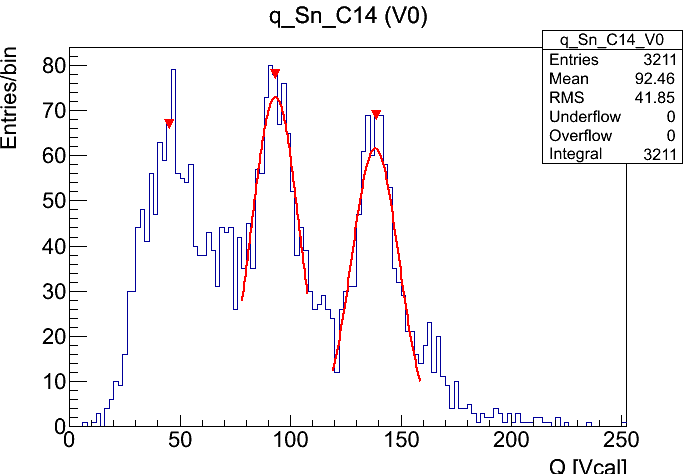 q_Sn_C14 (V0)
q_Sn_C14_V0
Entries 3211
Mean 92.46
RMS 41.85
Underflow 0
Overflow 0
Integral 3211
Entries/bin
80
70
60
50
40
30
20
10
0
0 50 100 150 200 250
Q [Vcal]